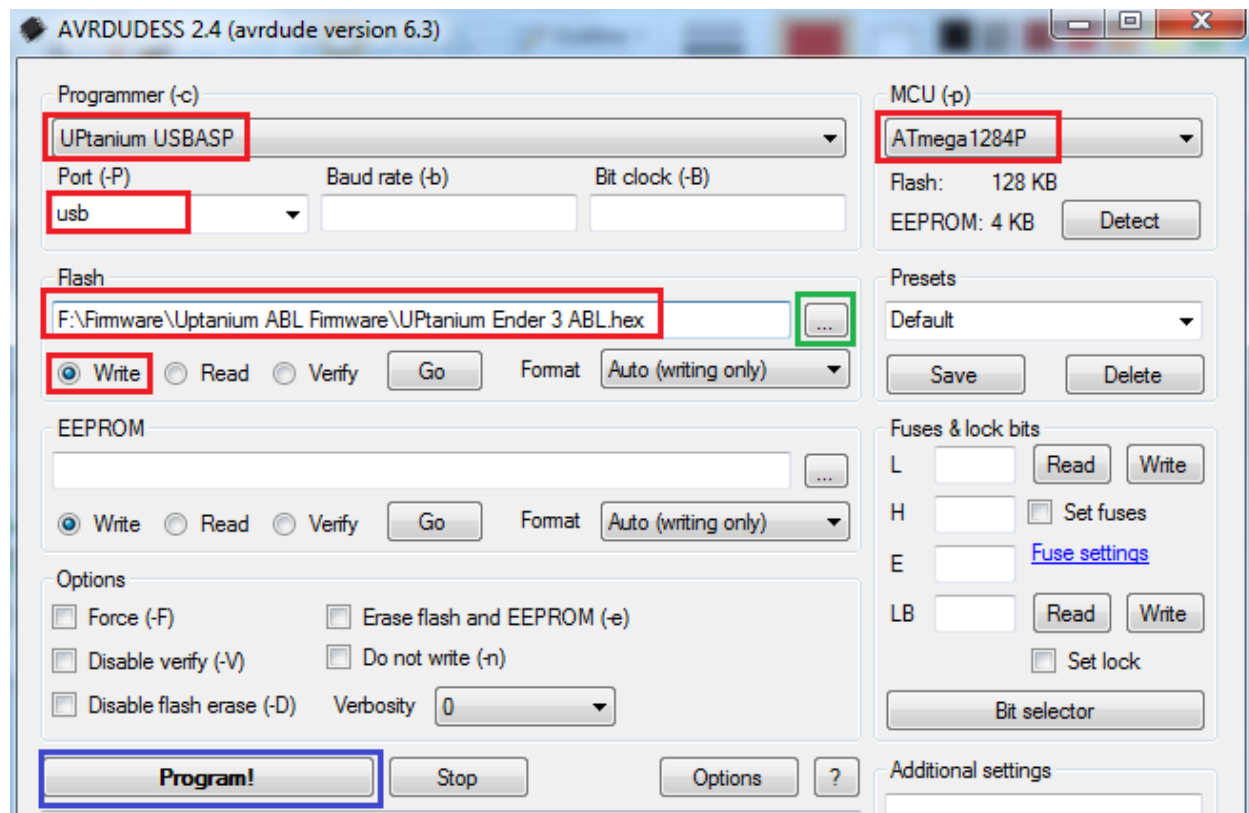 AVRDUDESS 2.4 (avrdude version 6.3)
Programmer (-c)
UPtanium USBASP
Port (-P)
Baud rate (-b)
Bit clock (-B)
usb
MCU (-p)
ATmega1284P
Flash: 128 KB
EEPROM: 4 KB
Detect
Flash
F:\Firmware\Uptanium ABL Firmware\UPtanium Ender 3 ABL.hex
...
Write
Read
Verify
Go
Format
Auto (writing only)
Presets
Default
Save
Delete
EEPROM
...
Write
Read
Verify
Go
Format
Auto (writing only)
Fuses & lock bits
L
Read
Write
H
Set fuses
E
Fuse settings
LB
Read
Write
Set lock
Bit selector
Options
Force (-F)
Erase flash and EEPROM (-e)
Disable verify (-V)
Do not write (-n)
Disable flash erase (-D)
Verbosity
0
Program!
Stop
Options
?
Additional settings